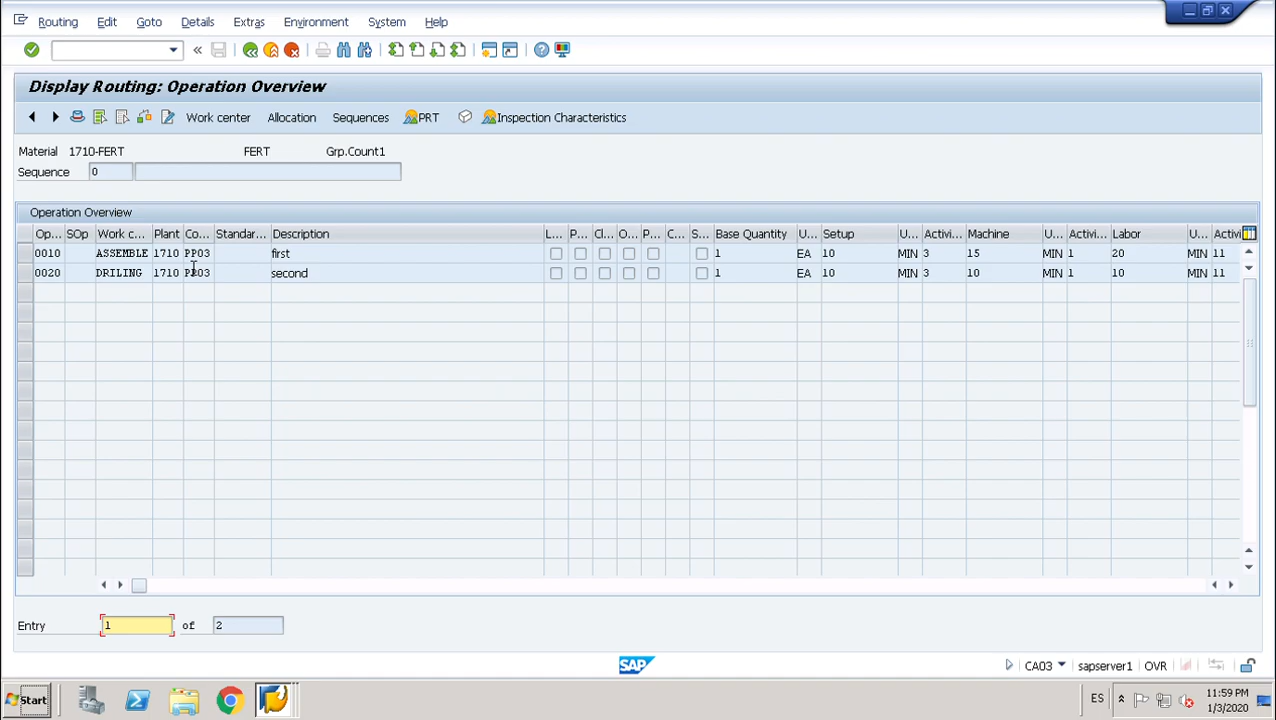 Routing Edit Goto Details Extras Environment System Help
Display Routing: Operation Overview
Work center Allocation Sequences PRT Inspection Characteristics
Material 1710-FERT FERT Grp.Count1
Sequence 0
Operation Overview
Op... SOp Work c... Plant Co... Standar... Description L... P... Cl... O... P... C... S... Base Quantity U... Setup U... Activi... Machine U... Activi... Labor U... Activi
0010 ASSEMBLE 1710 PP03 first 1 EA 10 MIN 3 15 MIN 1 20 MIN 11
0020 DRILING 1710 PP03 second 1 EA 10 MIN 3 10 MIN 1 10 MIN 11
Entry 1 of 2
SAP CA03 sapserver1 OVR
Start ES 11:59 PM
1/3/2020